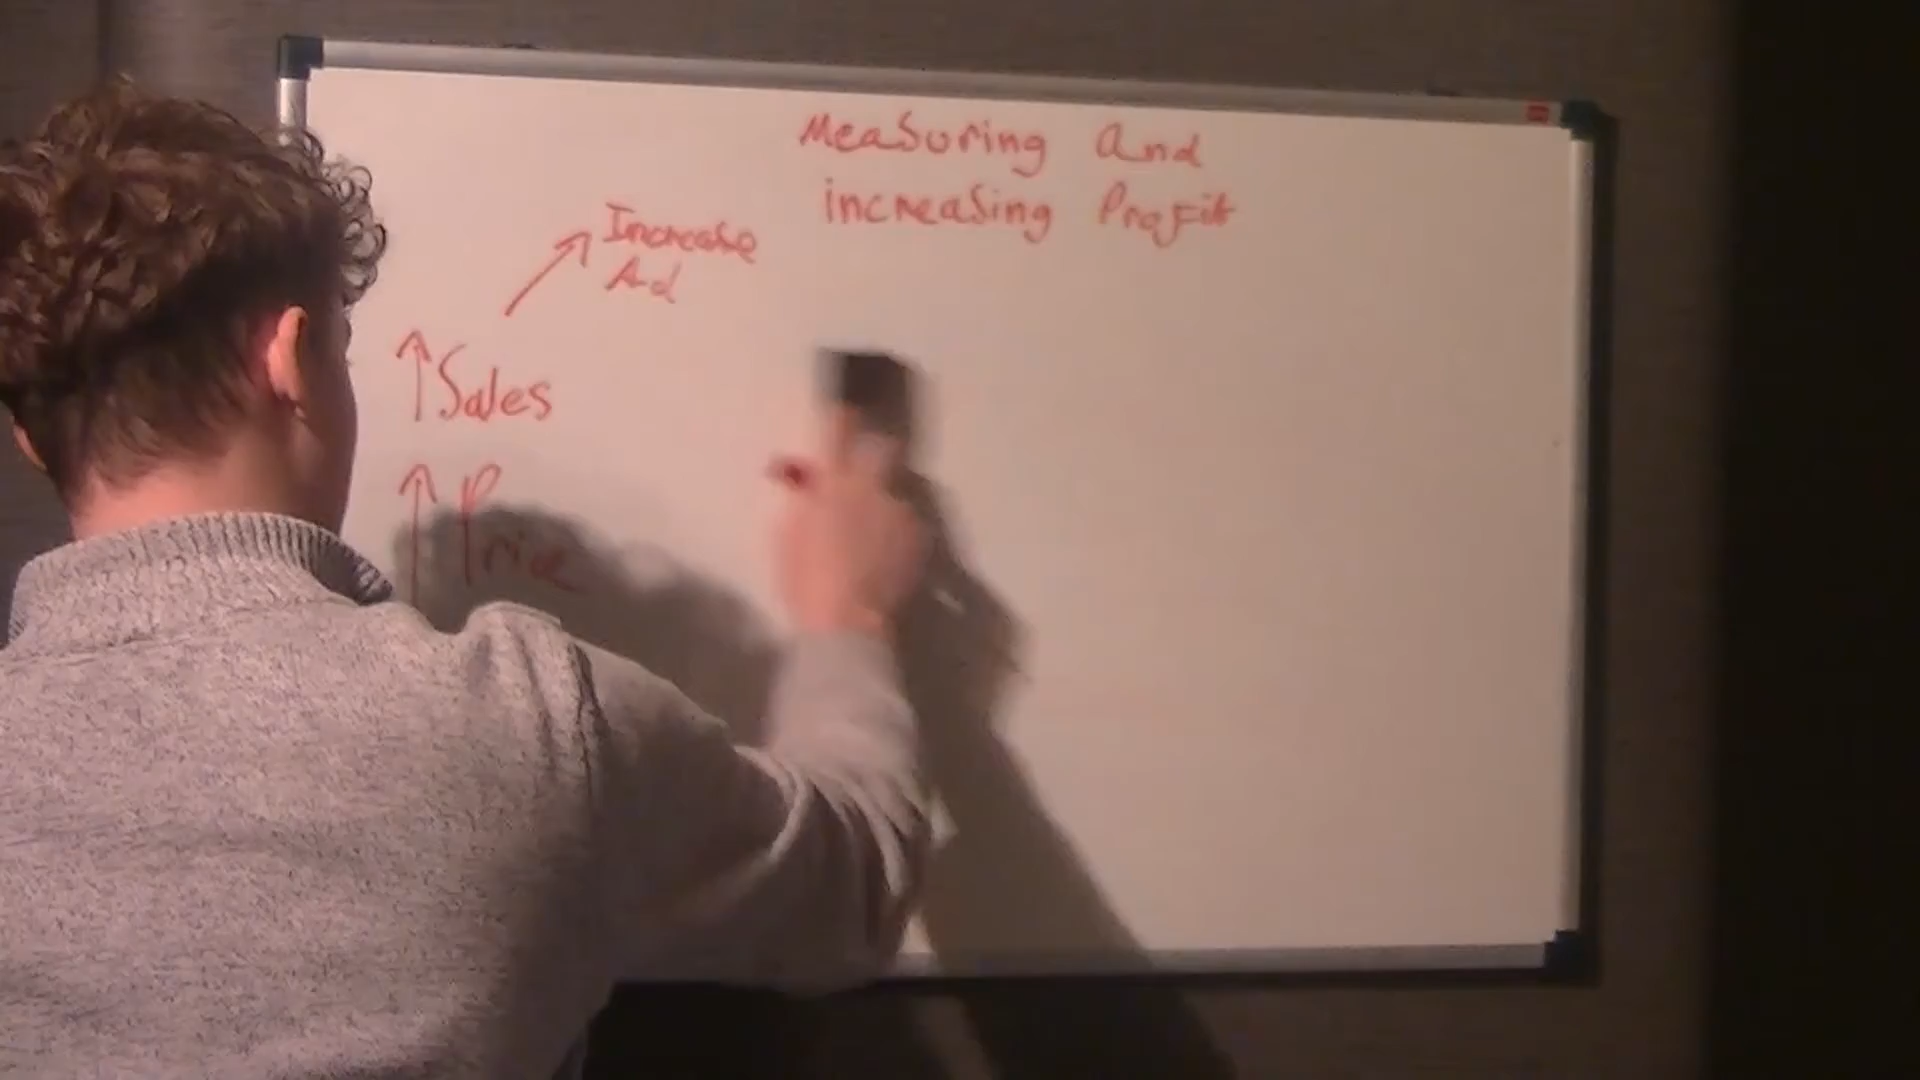 Measuring and
increasing Profit
Increase
Ad
↑ Sales
↑ Price